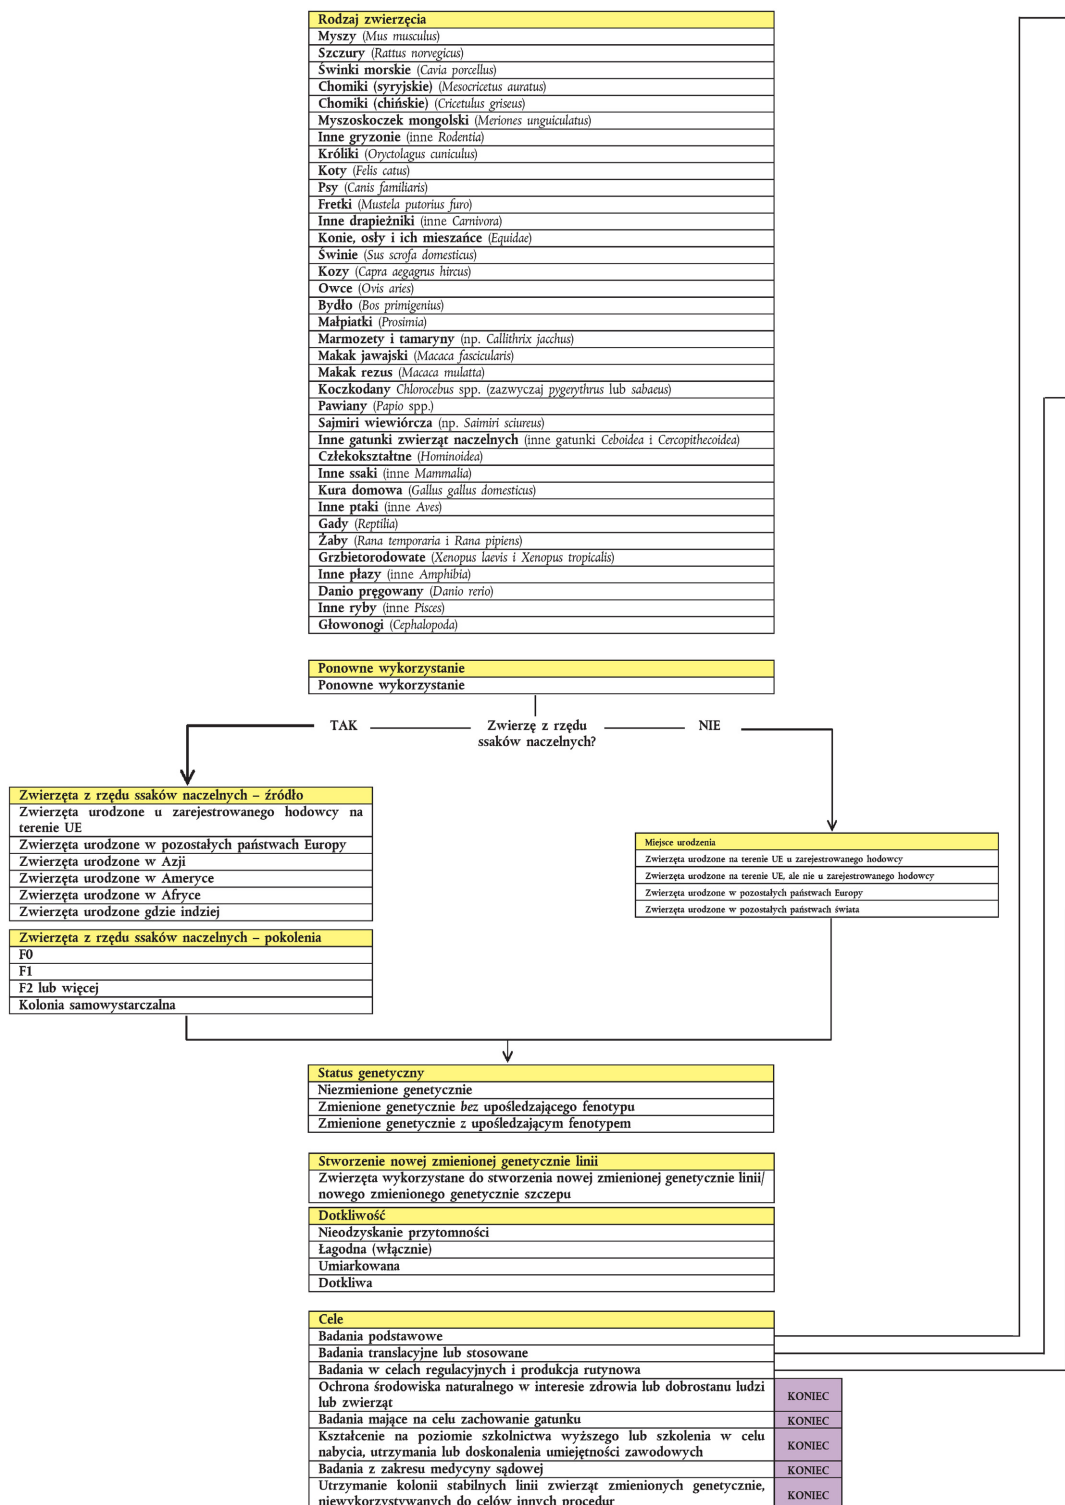 Rodzaj zwierzęcia
Myszy (Mus musculus)
Szczury (Rattus norvegicus)
Świnki morskie (Cavia porcellus)
Chomiki (syryjskie) (Mesocricetus auratus)
Chomiki (chińskie) (Cricetulus griseus)
Myszoskoczek mongolski (Meriones unguiculatus)
Inne gryzonie (inne Rodentia)
Króliki (Oryctolagus cuniculus)
Koty (Felis catus)
Psy (Canis familiaris)
Fretki (Mustela putorius furo)
Inne drapieżniki (inne Carnivora)
Konie, osły i ich mieszańce (Equidae)
Świnie (Sus scrofa domesticus)
Kozy (Capra aegagrus hircus)
Owce (Ovis aries)
Bydło (Bos primigenius)
Małpiatki (Prosimia)
Marmozety i tamaryny (np. Callithrix jacchus)
Makak jawajski (Macaca fascicularis)
Makak rezus (Macaca mulatta)
Koczkodany Chlorocebus spp. (zazwyczaj pygerythrus lub sabaeus)
Pawiany (Papio spp.)
Sajmiri wiewiórcza (np. Saimiri sciureus)
Inne gatunki zwierząt naczelnych (inne gatunki Ceboidea i Cercopithecoidea)
Człekokształtne (Hominoidea)
Inne ssaki (inne Mammalia)
Kura domowa (Gallus gallus domesticus)
Inne ptaki (inne Aves)
Gady (Reptilia)
Żaby (Rana temporaria i Rana pipiens)
Grzbietorodowate (Xenopus laevis i Xenopus tropicalis)
Inne płazy (inne Amphibia)
Danio pręgowany (Danio rerio)
Inne ryby (inne Pisces)
Głowonogi (Cephalopoda)
Ponowne wykorzystanie
Ponowne wykorzystanie
TAK
Zwierzę z rzędu
ssaków naczelnych?
NIE
Zwierzęta z rzędu ssaków naczelnych – źródło
Zwierzęta urodzone u zarejestrowanego hodowcy na
terenie UE
Zwierzęta urodzone w pozostałych państwach Europy
Zwierzęta urodzone w Azji
Zwierzęta urodzone w Ameryce
Zwierzęta urodzone w Afryce
Zwierzęta urodzone gdzie indziej
Zwierzęta z rzędu ssaków naczelnych – pokolenia
F0
F1
F2 lub więcej
Kolonia samowystarczalna
Miejsce urodzenia
Zwierzęta urodzone na terenie UE u zarejestrowanego hodowcy
Zwierzęta urodzone na terenie UE, ale nie u zarejestrowanego hodowcy
Zwierzęta urodzone w pozostałych państwach Europy
Zwierzęta urodzone w pozostałych państwach świata
Status genetyczny
Niezmienione genetycznie
Zmienione genetycznie bez upośledzającego fenotypu
Zmienione genetycznie z upośledzającym fenotypem
Stworzenie nowej zmienionej genetycznie linii
Zwierzęta wykorzystane do stworzenia nowej zmienionej genetycznie linii/
nowego zmienionego genetycznie szczepu
Dotkliwość
Nieodzyskanie przytomności
Łagodna (włącznie)
Umiarkowana
Dotkliwa
Cele
Badania podstawowe
Badania translacyjne lub stosowane
Badania w celach regulacyjnych i produkcja rutynowa
Ochrona środowiska naturalnego w interesie zdrowia lub dobrostanu ludzi
lub zwierząt
KONIEC
Badania mające na celu zachowanie gatunku
KONIEC
Kształcenie na poziomie szkolnictwa wyższego lub szkolenia w celu
nabycia, utrzymania lub doskonalenia umiejętności zawodowych
KONIEC
Badania z zakresu medycyny sądowej
KONIEC
Utrzymanie kolonii stabilnych linii zwierząt zmienionych genetycznie,
niewykorzystywanych do celów innych procedur
KONIEC